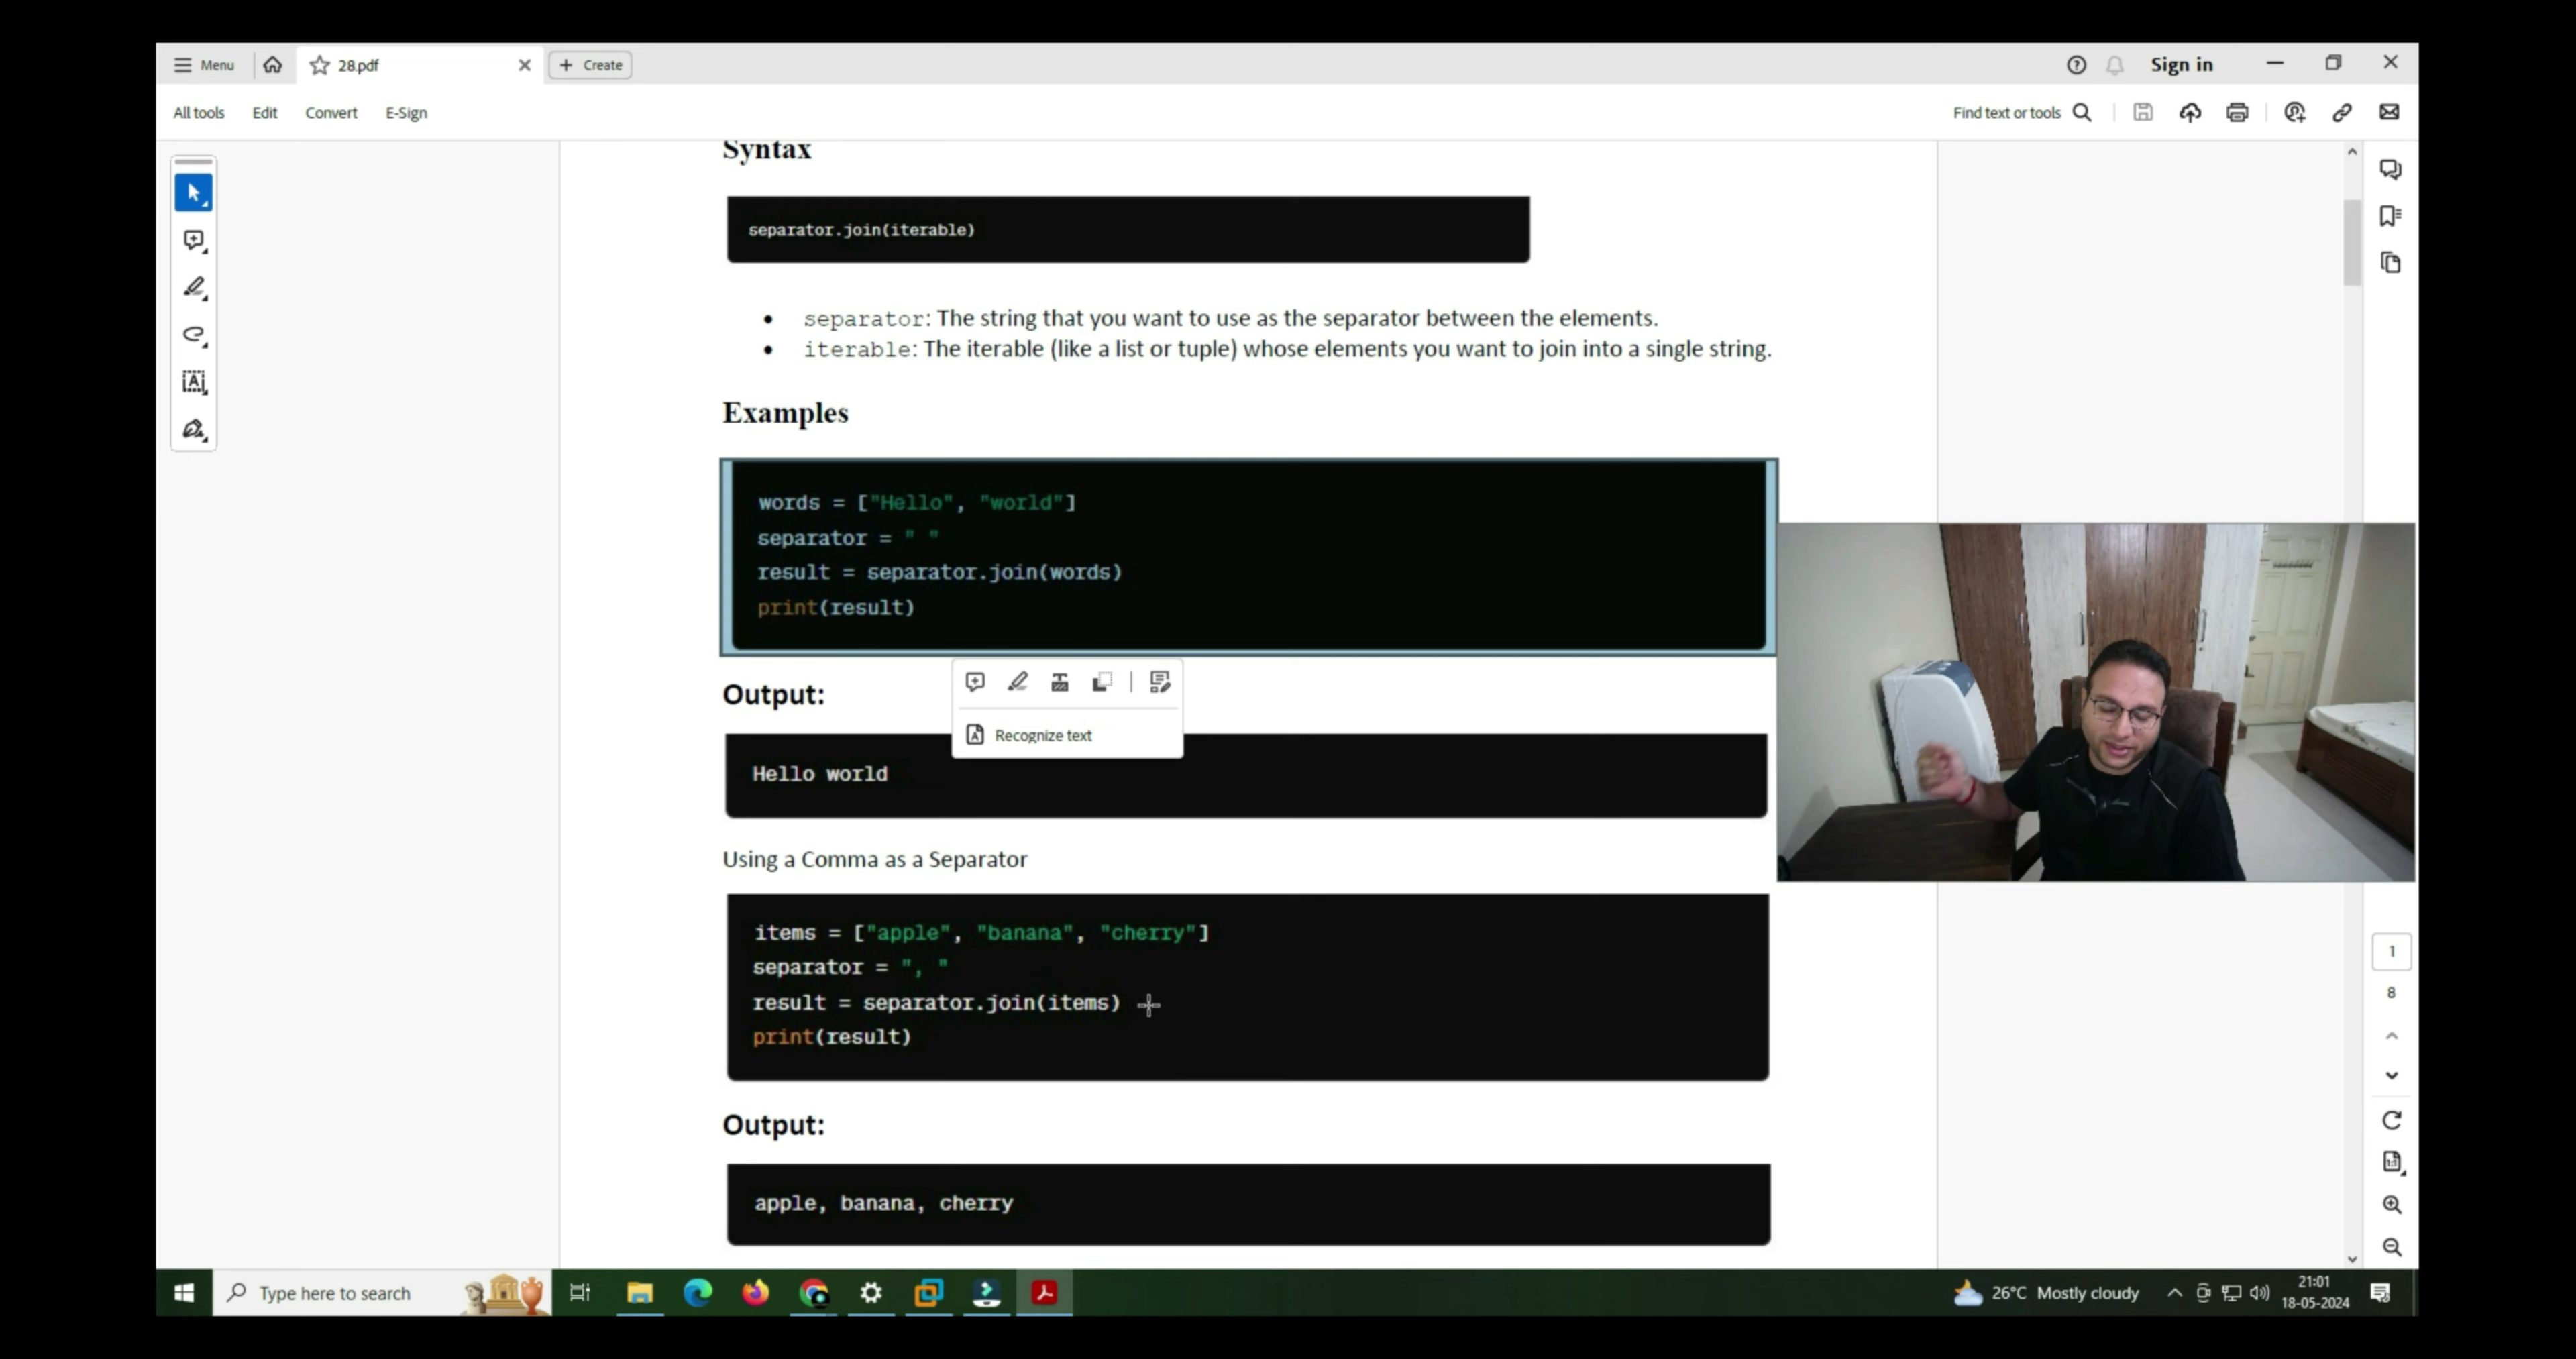 Menu
28.pdf
Create
Sign in
All tools
Edit
Convert
E-Sign
Find text or tools
Syntax
separator.join(iterable)
• separator: The string that you want to use as the separator between the elements.
• iterable: The iterable (like a list or tuple) whose elements you want to join into a single string.
Examples
words = ["Hello", "world"]
separator = " "
result = separator.join(words)
print(result)
Recognize text
Output:
Hello world
Using a Comma as a Separator
items = ["apple", "banana", "cherry"]
separator = ", "
result = separator.join(items)
print(result)
Output:
apple, banana, cherry
1
8
Type here to search
26°C Mostly cloudy
21:01
18-05-2024